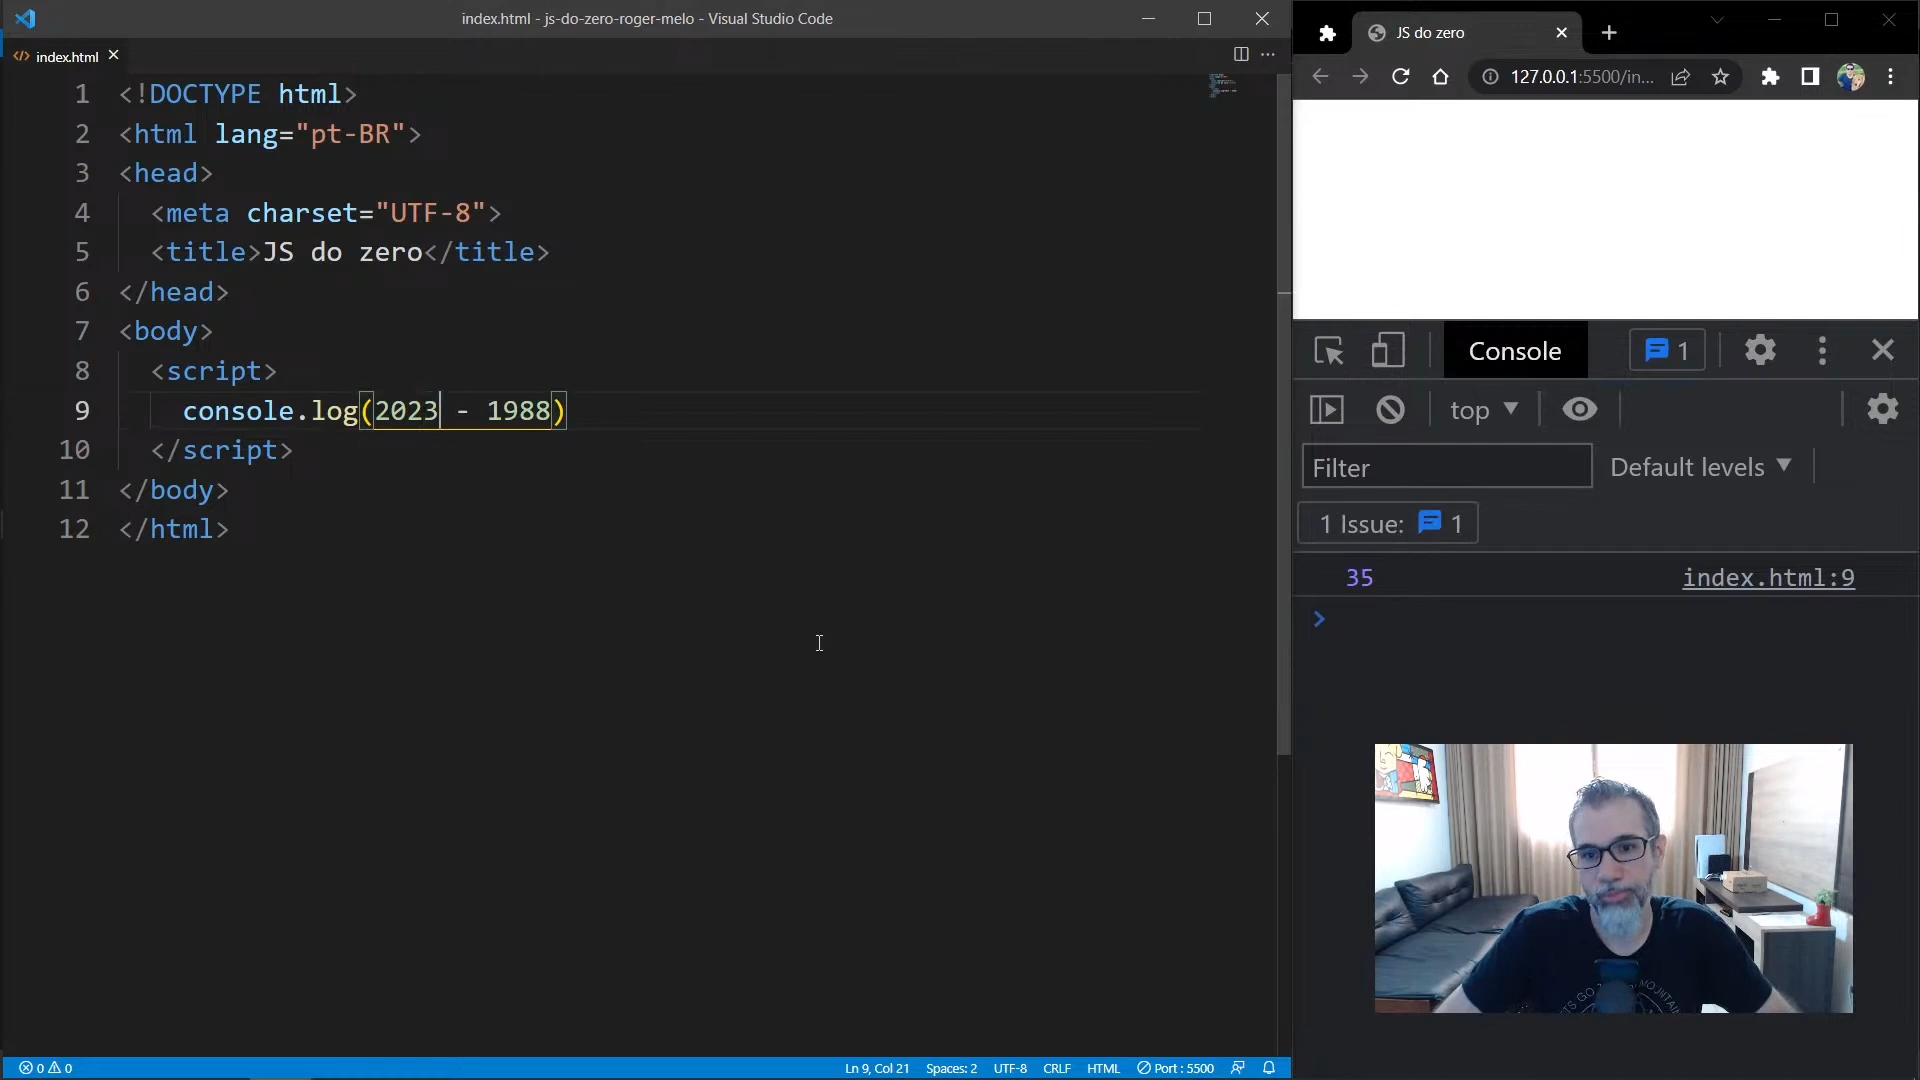 index.html - js-do-zero-roger-melo - Visual Studio Code
index.html
1 <!DOCTYPE html>
2 <html lang="pt-BR">
3 <head>
4 <meta charset="UTF-8">
5 <title>JS do zero</title>
6 </head>
7 <body>
8 <script>
9 console.log(2023 - 1988)
10 </script>
11 </body>
12 </html>
0 0
Ln 9, Col 21 Spaces: 2 UTF-8 CRLF HTML Port : 5500
JS do zero
127.0.0.1:5500/in...
Console 1
top
Filter Default levels
1 Issue: 1
35 index.html:9